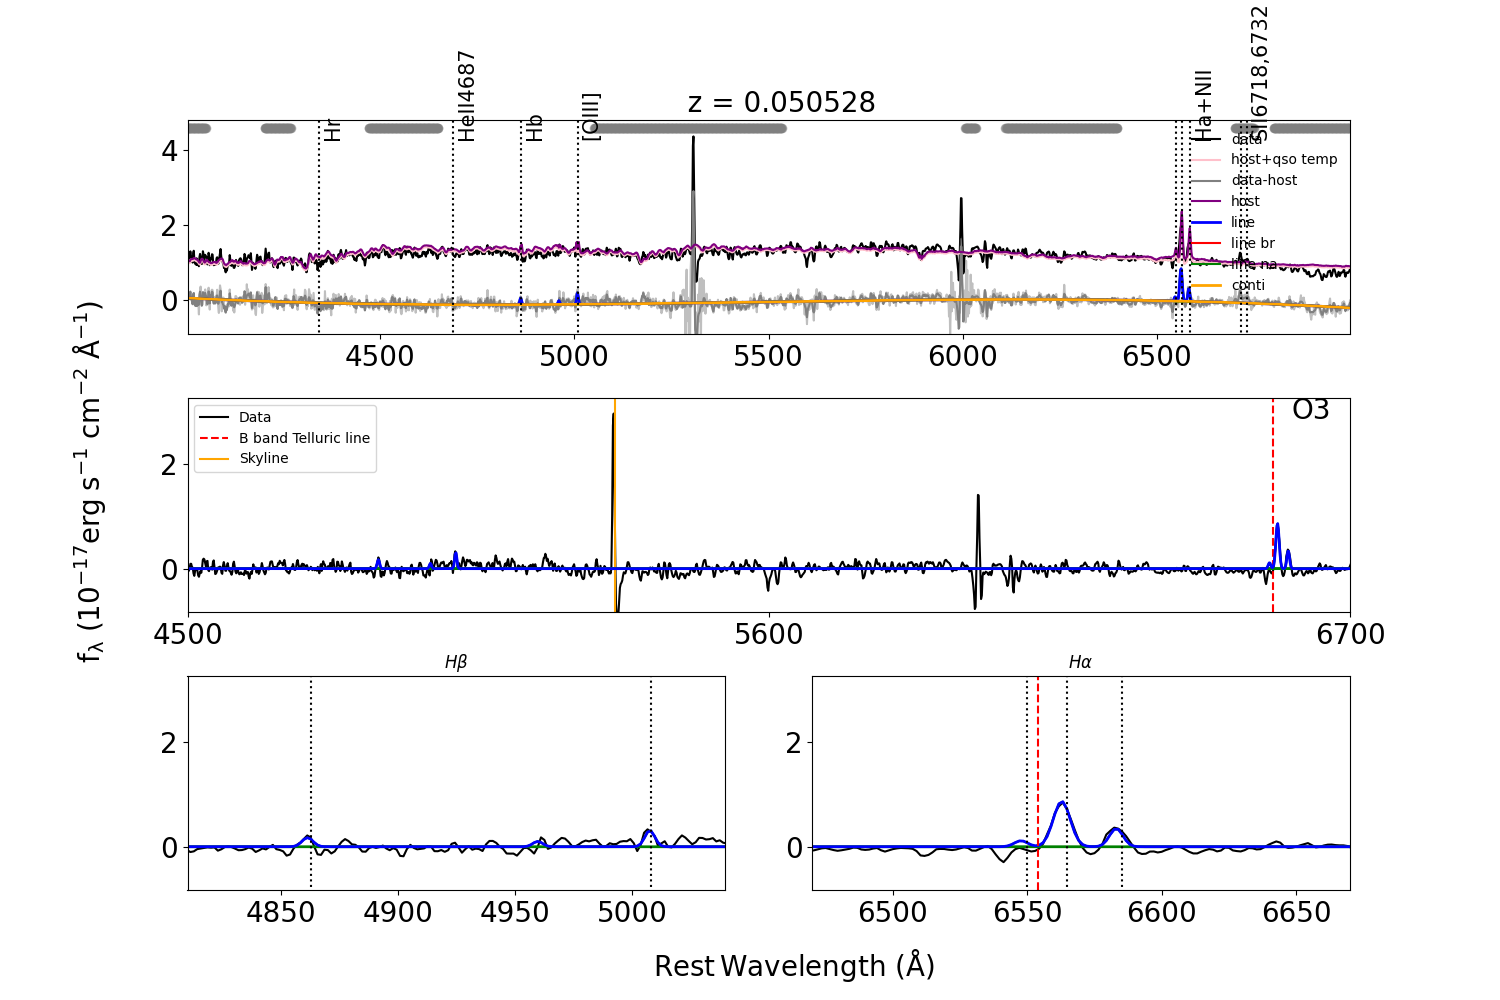 z = 0.050528
Hr
HeII4687
Hb
[OIII]
Ha+NII
SII6718,6732
data
host+qso temp
data-host
host
line
line br
line na
conti
4
2
0
4500 5000 5500 6000 6500
Data
B band Telluric line
Skyline
O3
2
0
4500 5600 6700
fλ (10⁻¹⁷erg s⁻¹ cm⁻² Å⁻¹)
Hβ
2
0
4850 4900 4950 5000
Hα
2
0
6500 6550 6600 6650
Rest Wavelength (Å)